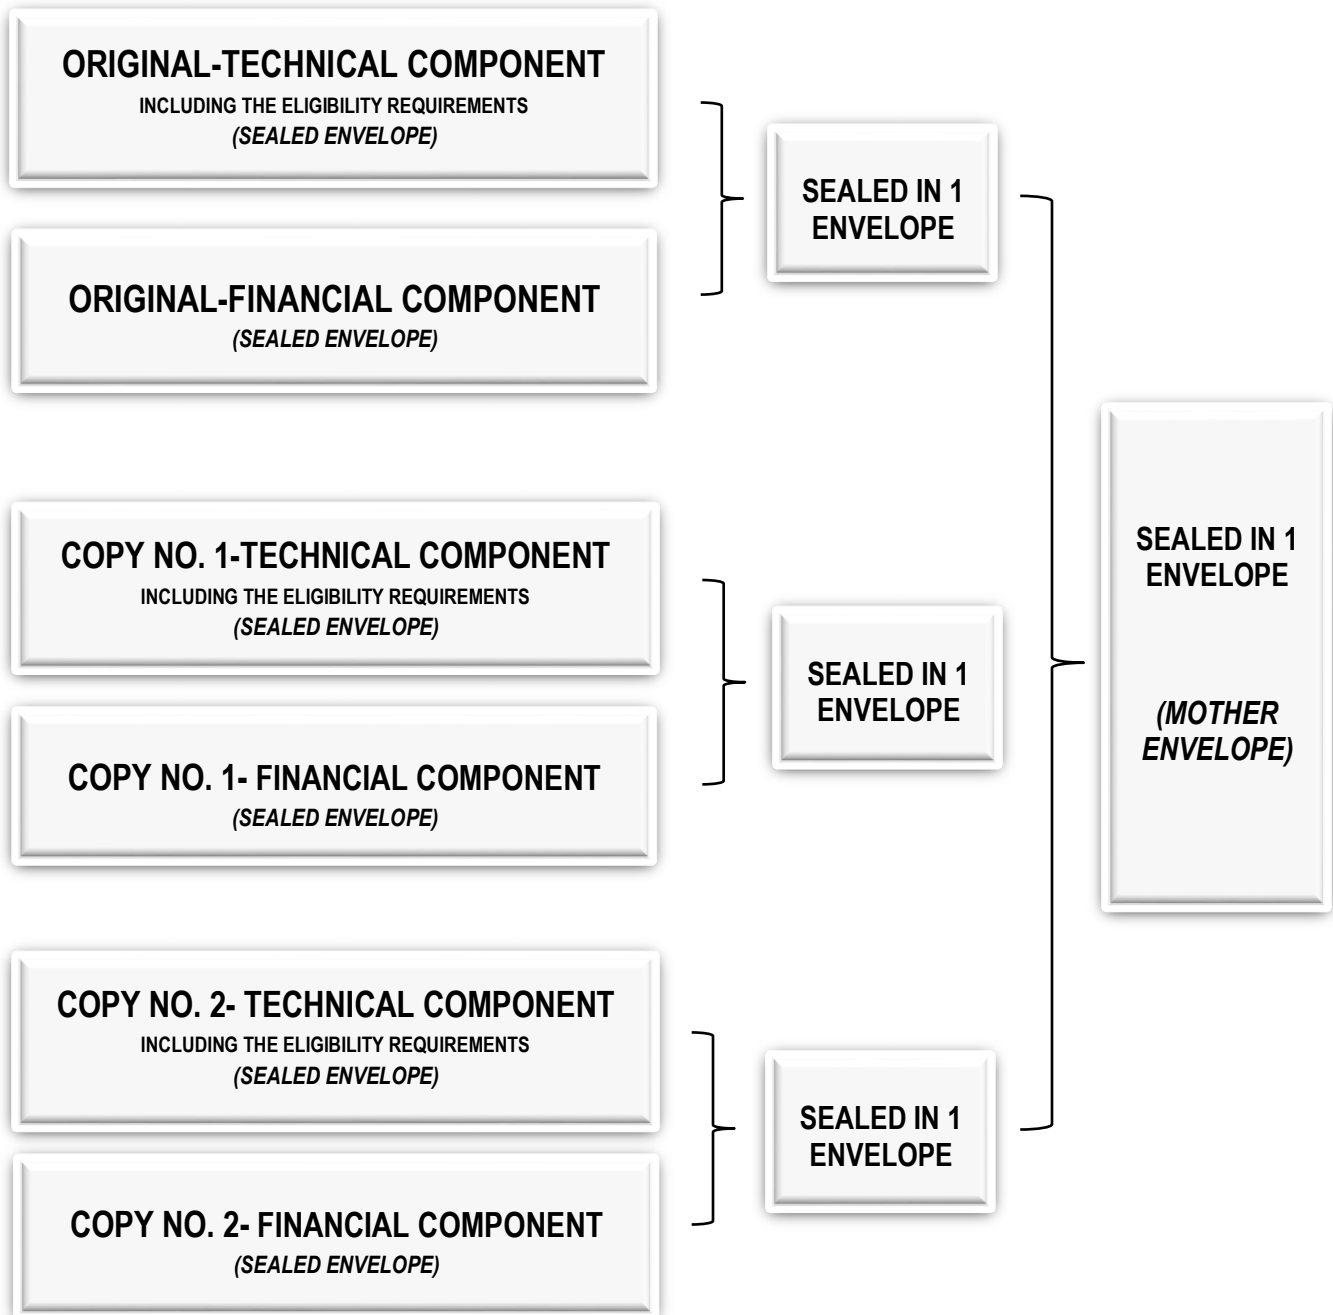 ORIGINAL-TECHNICAL COMPONENT
INCLUDING THE ELIGIBILITY REQUIREMENTS
(SEALED ENVELOPE)
ORIGINAL-FINANCIAL COMPONENT
(SEALED ENVELOPE)
SEALED IN 1
ENVELOPE
COPY NO. 1-TECHNICAL COMPONENT
INCLUDING THE ELIGIBILITY REQUIREMENTS
(SEALED ENVELOPE)
COPY NO. 1- FINANCIAL COMPONENT
(SEALED ENVELOPE)
SEALED IN 1
ENVELOPE
COPY NO. 2- TECHNICAL COMPONENT
INCLUDING THE ELIGIBILITY REQUIREMENTS
(SEALED ENVELOPE)
COPY NO. 2- FINANCIAL COMPONENT
(SEALED ENVELOPE)
SEALED IN 1
ENVELOPE
SEALED IN 1
ENVELOPE
(MOTHER
ENVELOPE)